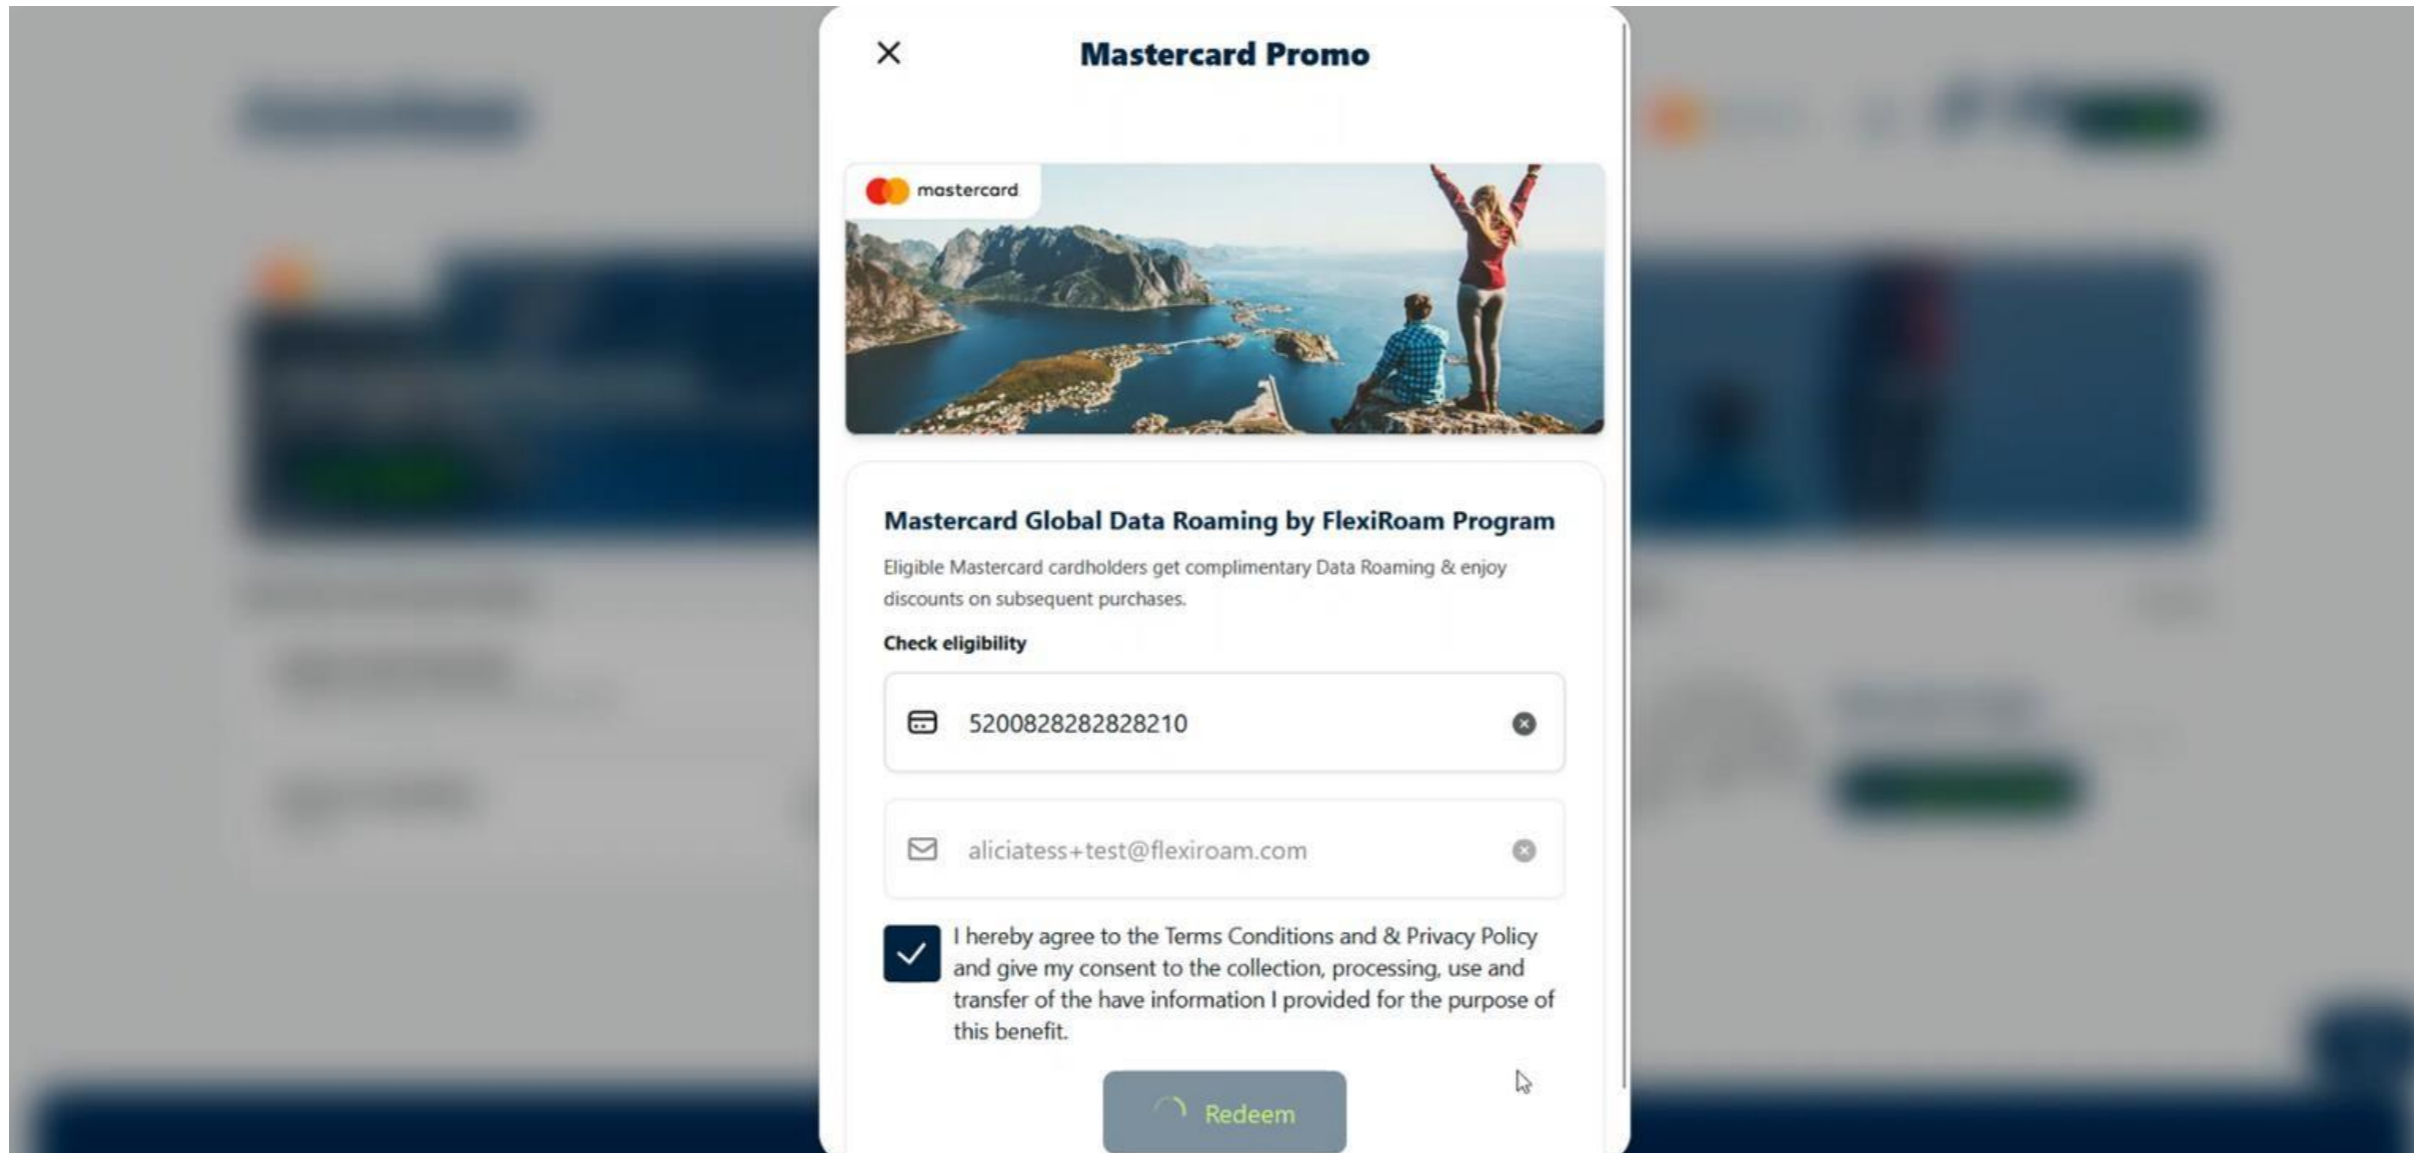 Mastercard Promo
mastercard
Mastercard Global Data Roaming by FlexiRoam Program
Eligible Mastercard cardholders get complimentary Data Roaming & enjoy
discounts on subsequent purchases.
Check eligibility
5200828282828210
aliciatess+test@flexiroam.com
I hereby agree to the Terms Conditions and & Privacy Policy
and give my consent to the collection, processing, use and
transfer of the have information I provided for the purpose of
this benefit.
Redeem